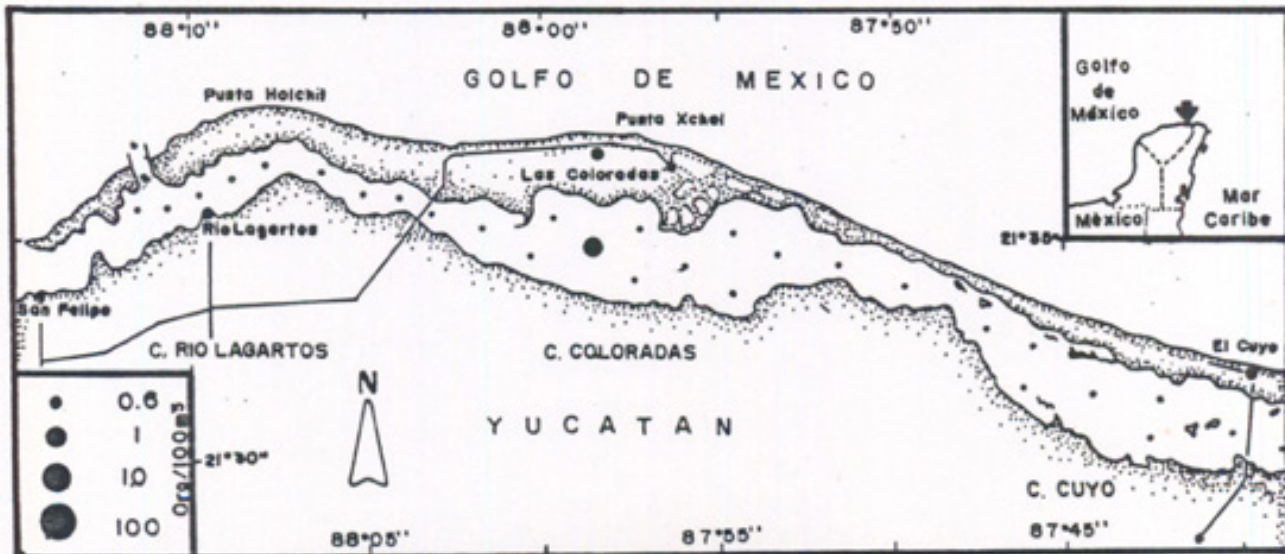 88°10'' 88°00'' 87°50''
GOLFO DE MEXICO
Punta Holchit
Punta Xchel
Las Coloradas
Rio Lagartos
San Felipe
C. RIO LAGARTOS
C. COLORADAS
El Cuyo
C. CUYO
YUCATAN
N
21°35'
21°30'
88°05'' 87°55'' 87°45''
0.6
1
10
100
Org/100m³
Golfo
de
México
México
Mar
Caribe